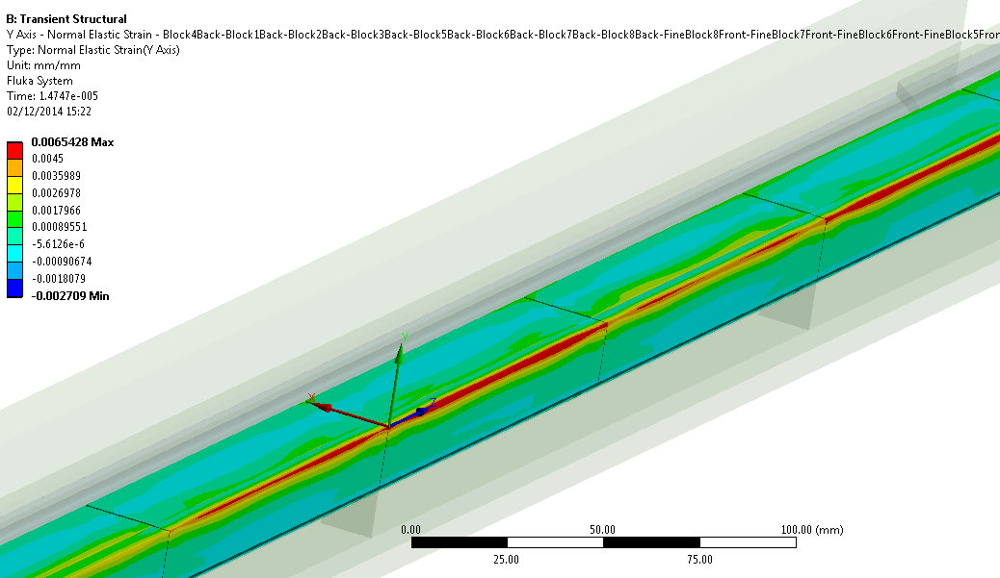 B: Transient Structural
Y Axis - Normal Elastic Strain - Block4Back-Block1Back-Block2Back-Block3Back-Block5Back-Block6Back-Block7Back-Block8Back-FineBlock8Front-FineBlock7Front-FineBlock6Front-FineBlock5Fror
Type: Normal Elastic Strain(Y Axis)
Unit: mm/mm
Fluka System
Time: 1.4747e-005
02/12/2014 15:22
0.0065428 Max
0.0045
0.0035989
0.0026978
0.0017966
0.00089551
-5.6126e-6
-0.00090674
-0.0018079
-0.002709 Min
Y
X
Z
0.00 50.00 100.00 (mm)
25.00 75.00